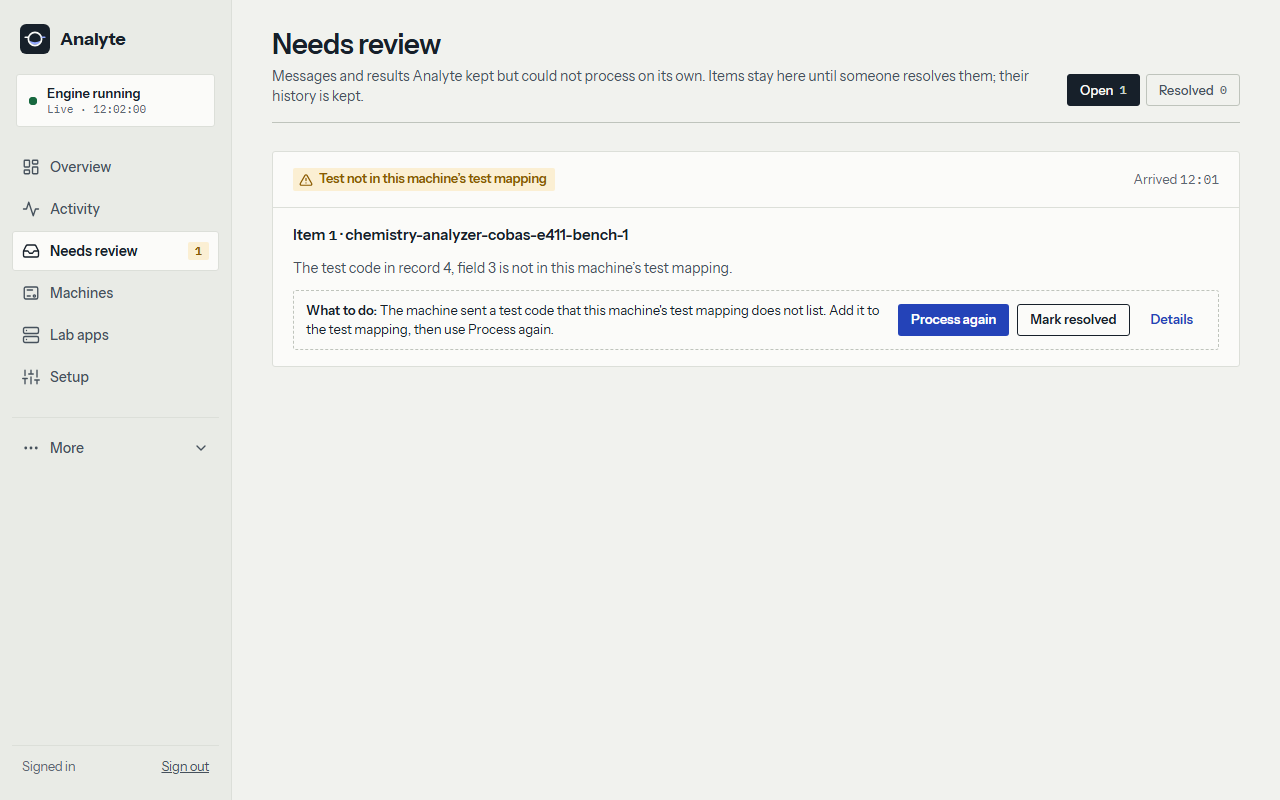 Analyte
Engine running
Live · 12:02:00
Overview
Activity
Needs review 1
Machines
Lab apps
Setup
More
Signed in Sign out
Needs review
Messages and results Analyte kept but could not process on its own. Items stay here until someone resolves them; their
history is kept.
Open 1 Resolved 0
Test not in this machine's test mapping Arrived 12:01
Item 1 · chemistry-analyzer-cobas-e411-bench-1
The test code in record 4, field 3 is not in this machine's test mapping.
What to do: The machine sent a test code that this machine's test mapping does not list. Add it to
the test mapping, then use Process again.
Process again Mark resolved Details